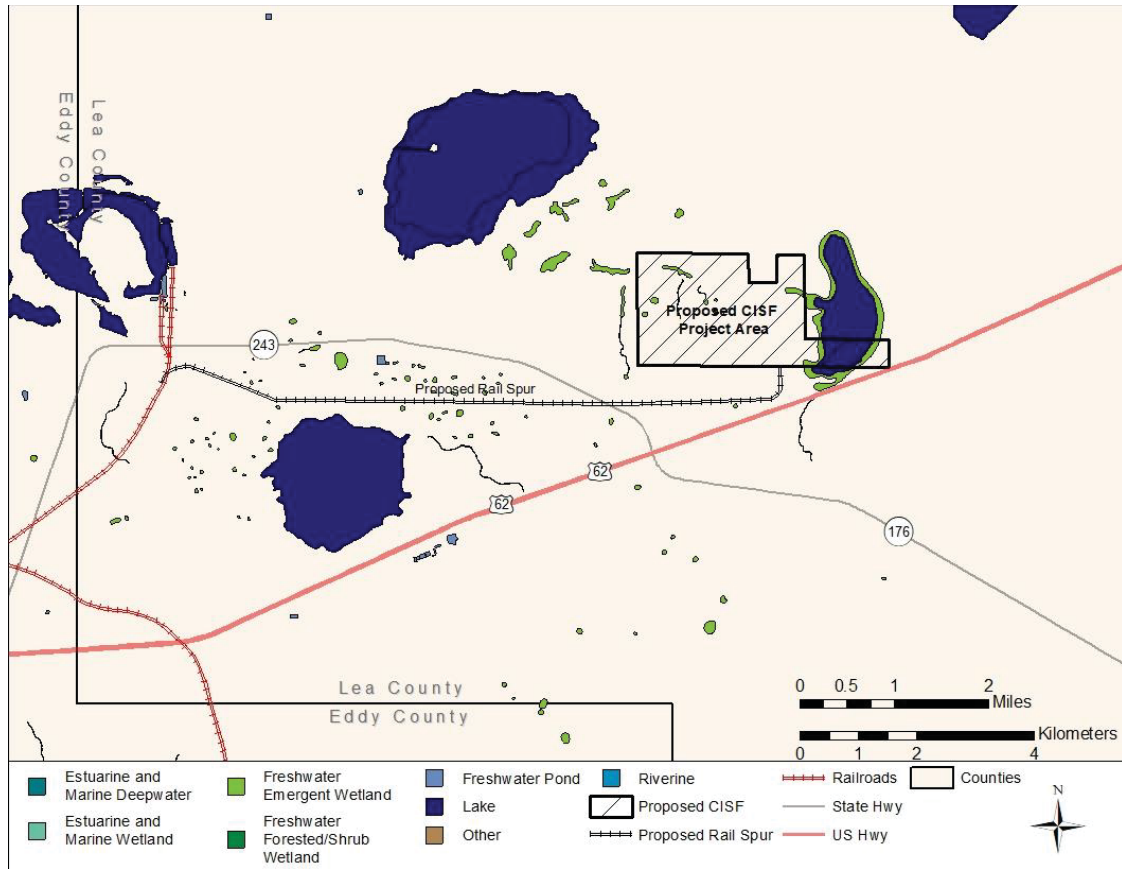 Lea County
Eddy County
243
Proposed CISF
Project Area
Proposed Rail Spur
62
62
176
Lea County
Eddy County
0 0.5 1 2
Miles
Kilometers
0 1 2 4
Estuarine and
Marine Deepwater
Estuarine and
Marine Wetland
Freshwater
Emergent Wetland
Freshwater
Forested/Shrub
Wetland
Freshwater Pond
Lake
Other
Riverine
Proposed CISF
Proposed Rail Spur
Railroads
State Hwy
US Hwy
Counties
N